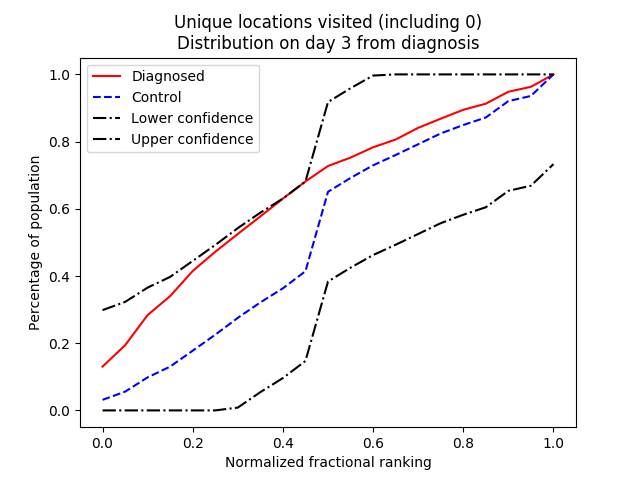 Unique locations visited (including 0)
Distribution on day 3 from diagnosis
Diagnosed
Control
Lower confidence
Upper confidence
Percentage of population
1.0
0.8
0.6
0.4
0.2
0.0
0.0 0.2 0.4 0.6 0.8 1.0
Normalized fractional ranking